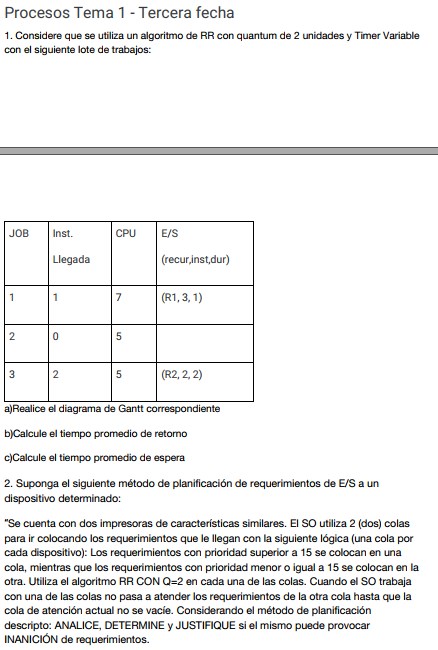 Procesos Tema 1 - Tercera fecha
1. Considere que se utiliza un algoritmo de RR con quantum de 2 unidades y Timer Variable
con el siguiente lote de trabajos:
JOB Inst. Llegada CPU E/S (recur,inst,dur)
1 1 7 (R1, 3, 1)
2 0 5
3 2 5 (R2, 2, 2)
a)Realice el diagrama de Gantt correspondiente
b)Calcule el tiempo promedio de retorno
c)Calcule el tiempo promedio de espera
2. Suponga el siguiente método de planificación de requerimientos de E/S a un
dispositivo determinado:
"Se cuenta con dos impresoras de características similares. El SO utiliza 2 (dos) colas
para ir colocando los requerimientos que le llegan con la siguiente lógica (una cola por
cada dispositivo): Los requerimientos con prioridad superior a 15 se colocan en una
cola, mientras que los requerimientos con prioridad menor o igual a 15 se colocan en la
otra. Utiliza el algoritmo RR CON Q=2 en cada una de las colas. Cuando el SO trabaja
con una de las colas no pasa a atender los requerimientos de la otra cola hasta que la
cola de atención actual no se vacíe. Considerando el método de planificación
descripto: ANALICE, DETERMINE y JUSTIFIQUE si el mismo puede provocar
INANICIÓN de requerimientos.